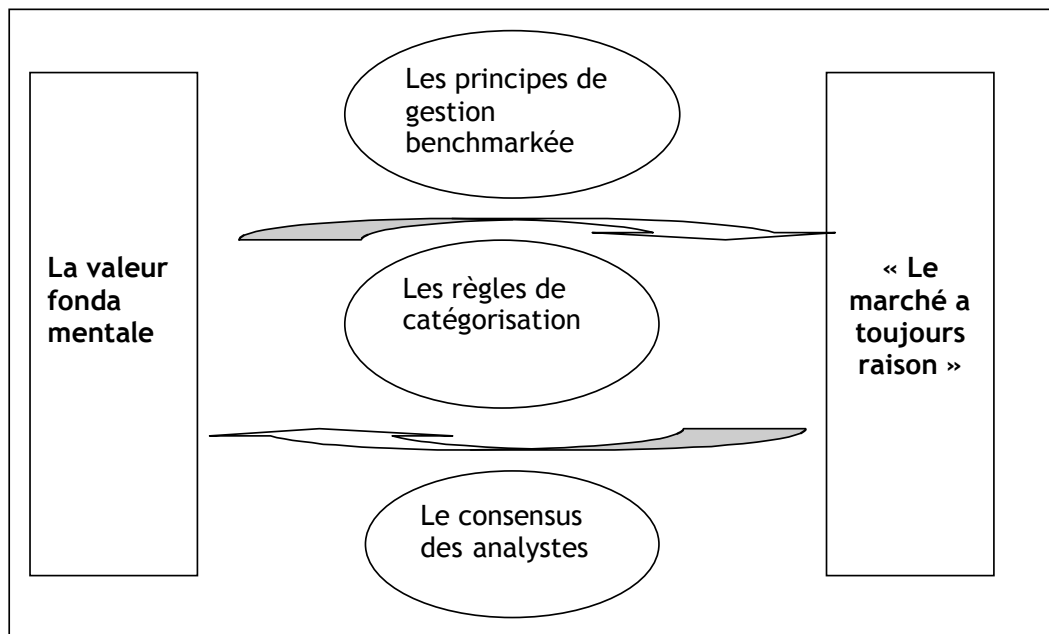 Les principes de
gestion
benchmarkée
La valeur
fonda
mentale
Les règles de
catégorisation
« Le
marché a
toujours
raison »
Le consensus
des analystes